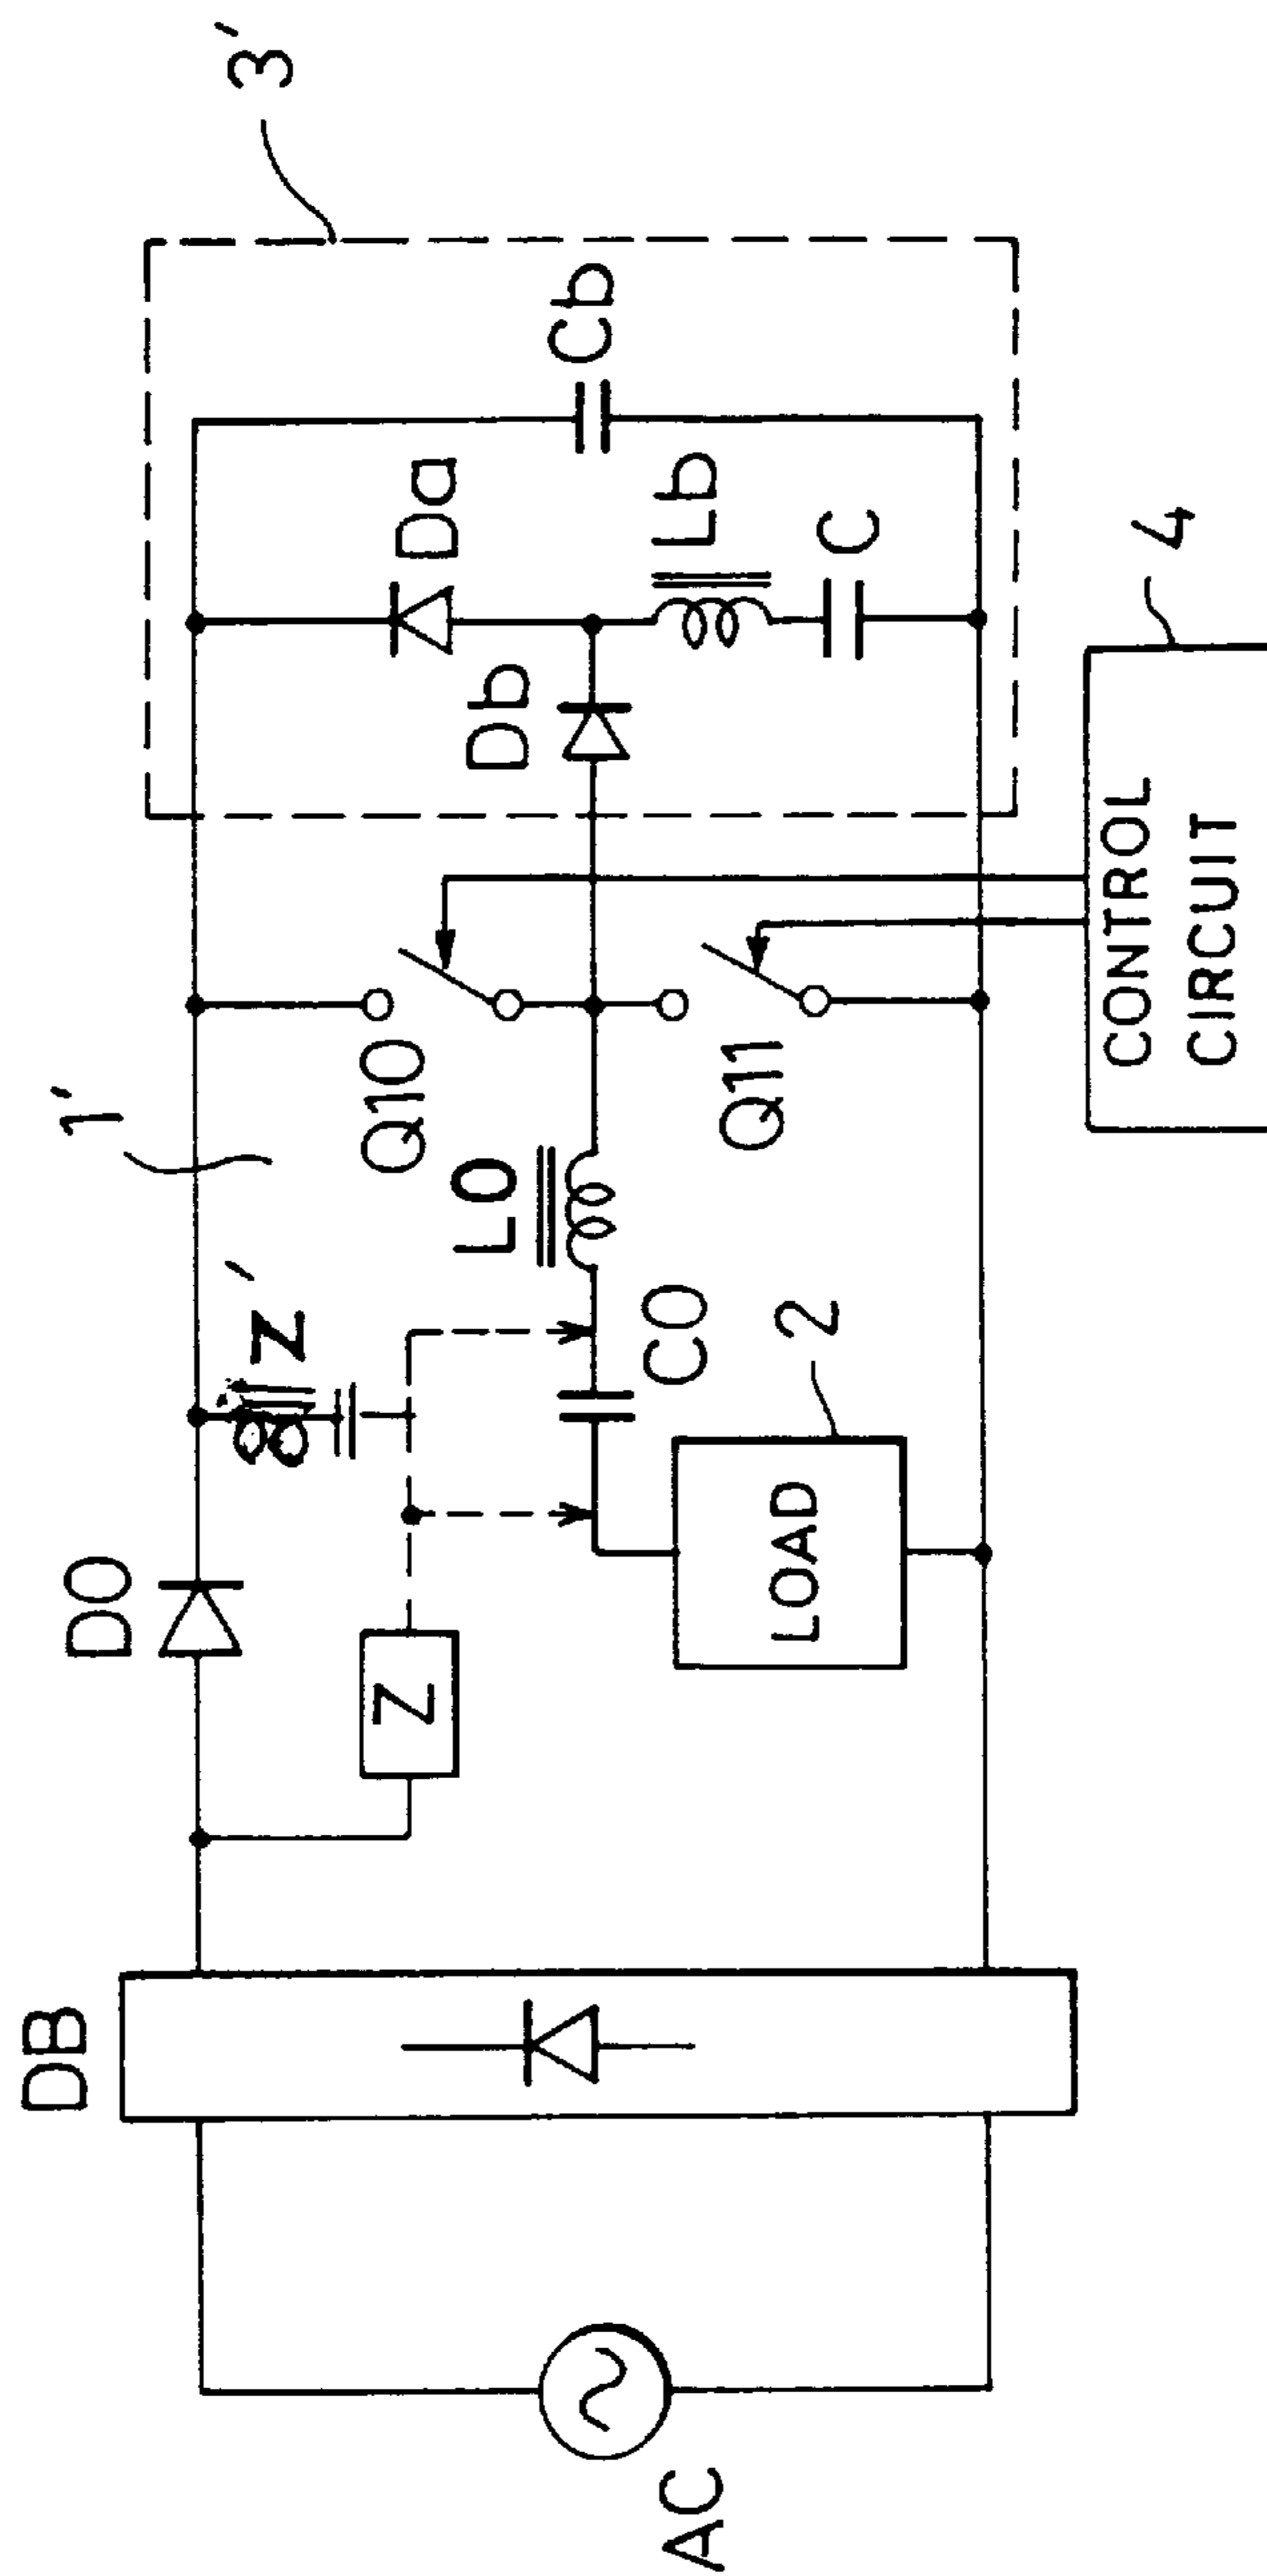 3'
1'
DB
D0
Z'
Z
L0
C0
Q10
Q11
LOAD
2
Da
Db
Lb
C
Cb
AC
CONTROL
CIRCUIT
4